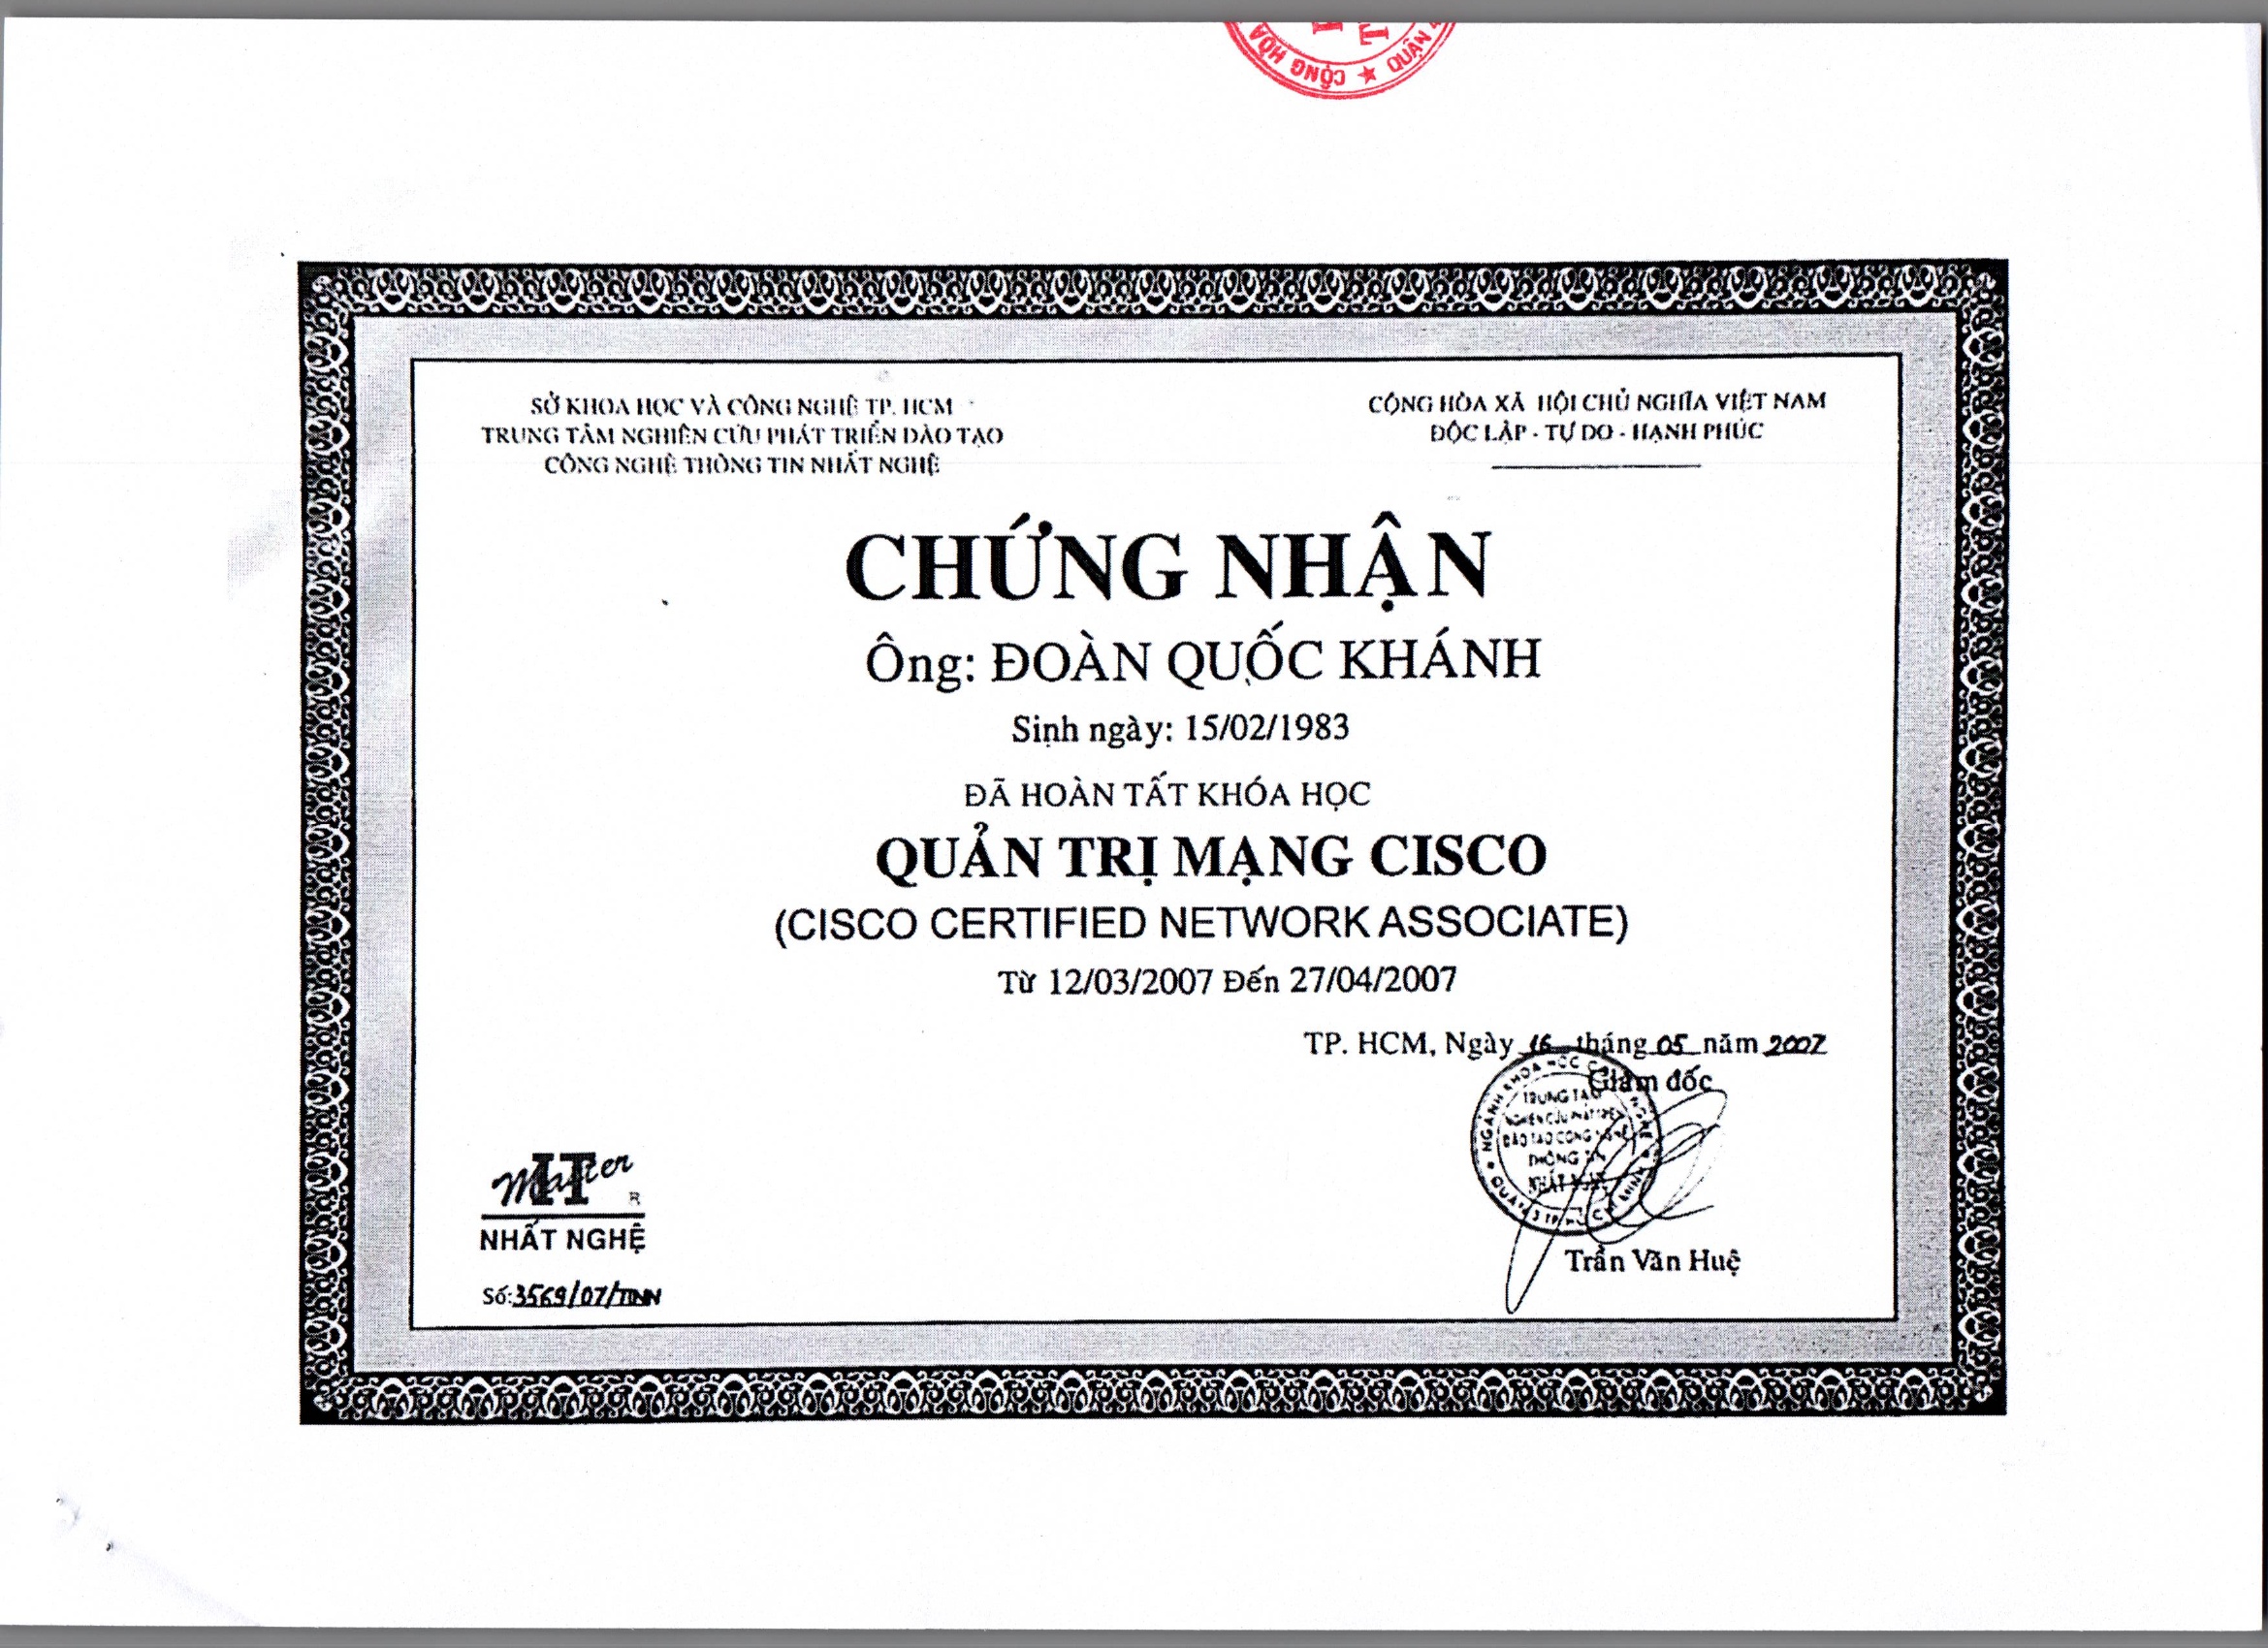 CỘNG HÒA
★ QUẬN
SỞ KHOA HỌC VÀ CÔNG NGHỆ TP. HCM
TRUNG TÂM NGHIÊN CỨU PHÁT TRIỂN ĐÀO TẠO
CÔNG NGHỆ THÔNG TIN NHẤT NGHỆ
CỘNG HÒA XÃ HỘI CHỦ NGHĨA VIỆT NAM
ĐỘC LẬP - TỰ DO - HẠNH PHÚC
CHỨNG NHẬN
Ông: ĐOÀN QUỐC KHÁNH
Sinh ngày: 15/02/1983
ĐÃ HOÀN TẤT KHÓA HỌC
QUẢN TRỊ MẠNG CISCO
(CISCO CERTIFIED NETWORK ASSOCIATE)
Từ 12/03/2007 Đến 27/04/2007
TP. HCM, Ngày 16 tháng 05 năm 2007
Giám đốc
NGÀNH KHOA HỌC
TRUNG TÂM
NGHIÊN CỨU PHÁT TRIỂN
ĐÀO TẠO CÔNG NGHỆ
THÔNG TIN
NHẤT NGHỆ
Trần Văn Huệ
IT Master
R
NHẤT NGHỆ
Số: 3569/07/TINN